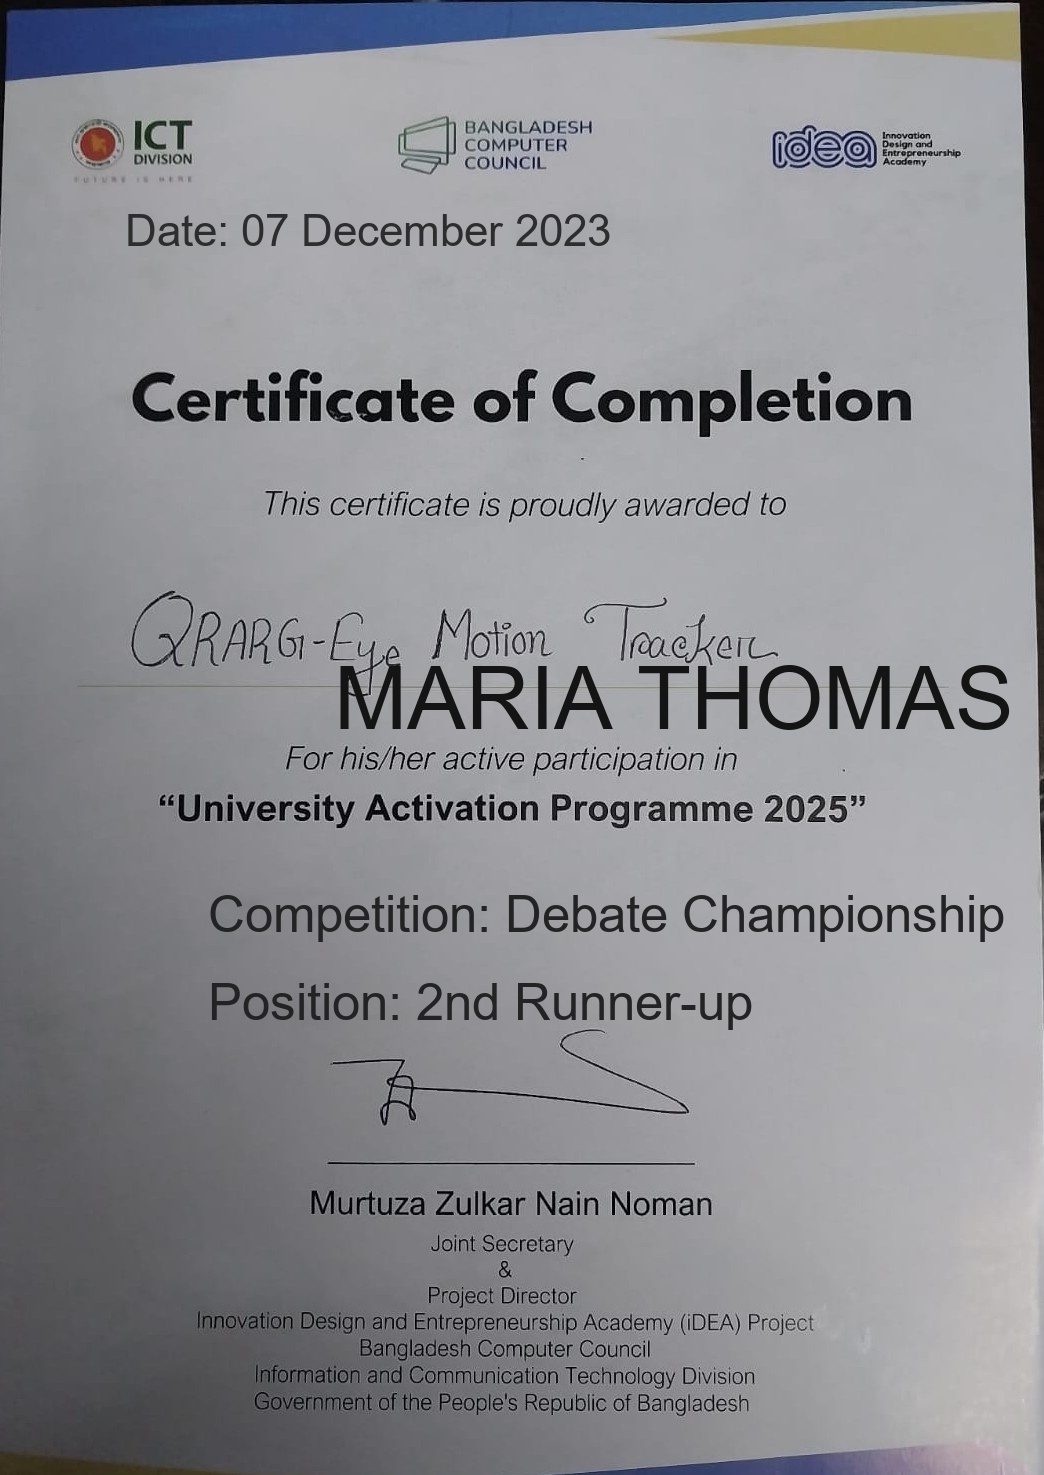 ICT
DIVISION
FUTURE IS HERE
BANGLADESH
COMPUTER
COUNCIL
idea
Innovation
Design and
Entrepreneurship
Academy
Date: 07 December 2023
Certificate of Completion
This certificate is proudly awarded to
QRARG-Eye Motion Tracker
MARIA THOMAS
For his/her active participation in
“University Activation Programme 2025”
Competition: Debate Championship
Position: 2nd Runner-up
Murtuza Zulkar Nain Noman
Joint Secretary
&
Project Director
Innovation Design and Entrepreneurship Academy (iDEA) Project
Bangladesh Computer Council
Information and Communication Technology Division
Government of the People's Republic of Bangladesh